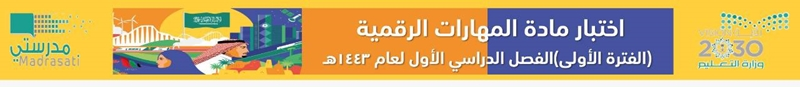 اختبار مادة المهارات الرقمية
(الفترة الأولى)الفصل الدراسي الأول لعام ١٤٤٣هـ
مدرستي
Madrasati
2030
وزارة التعليم